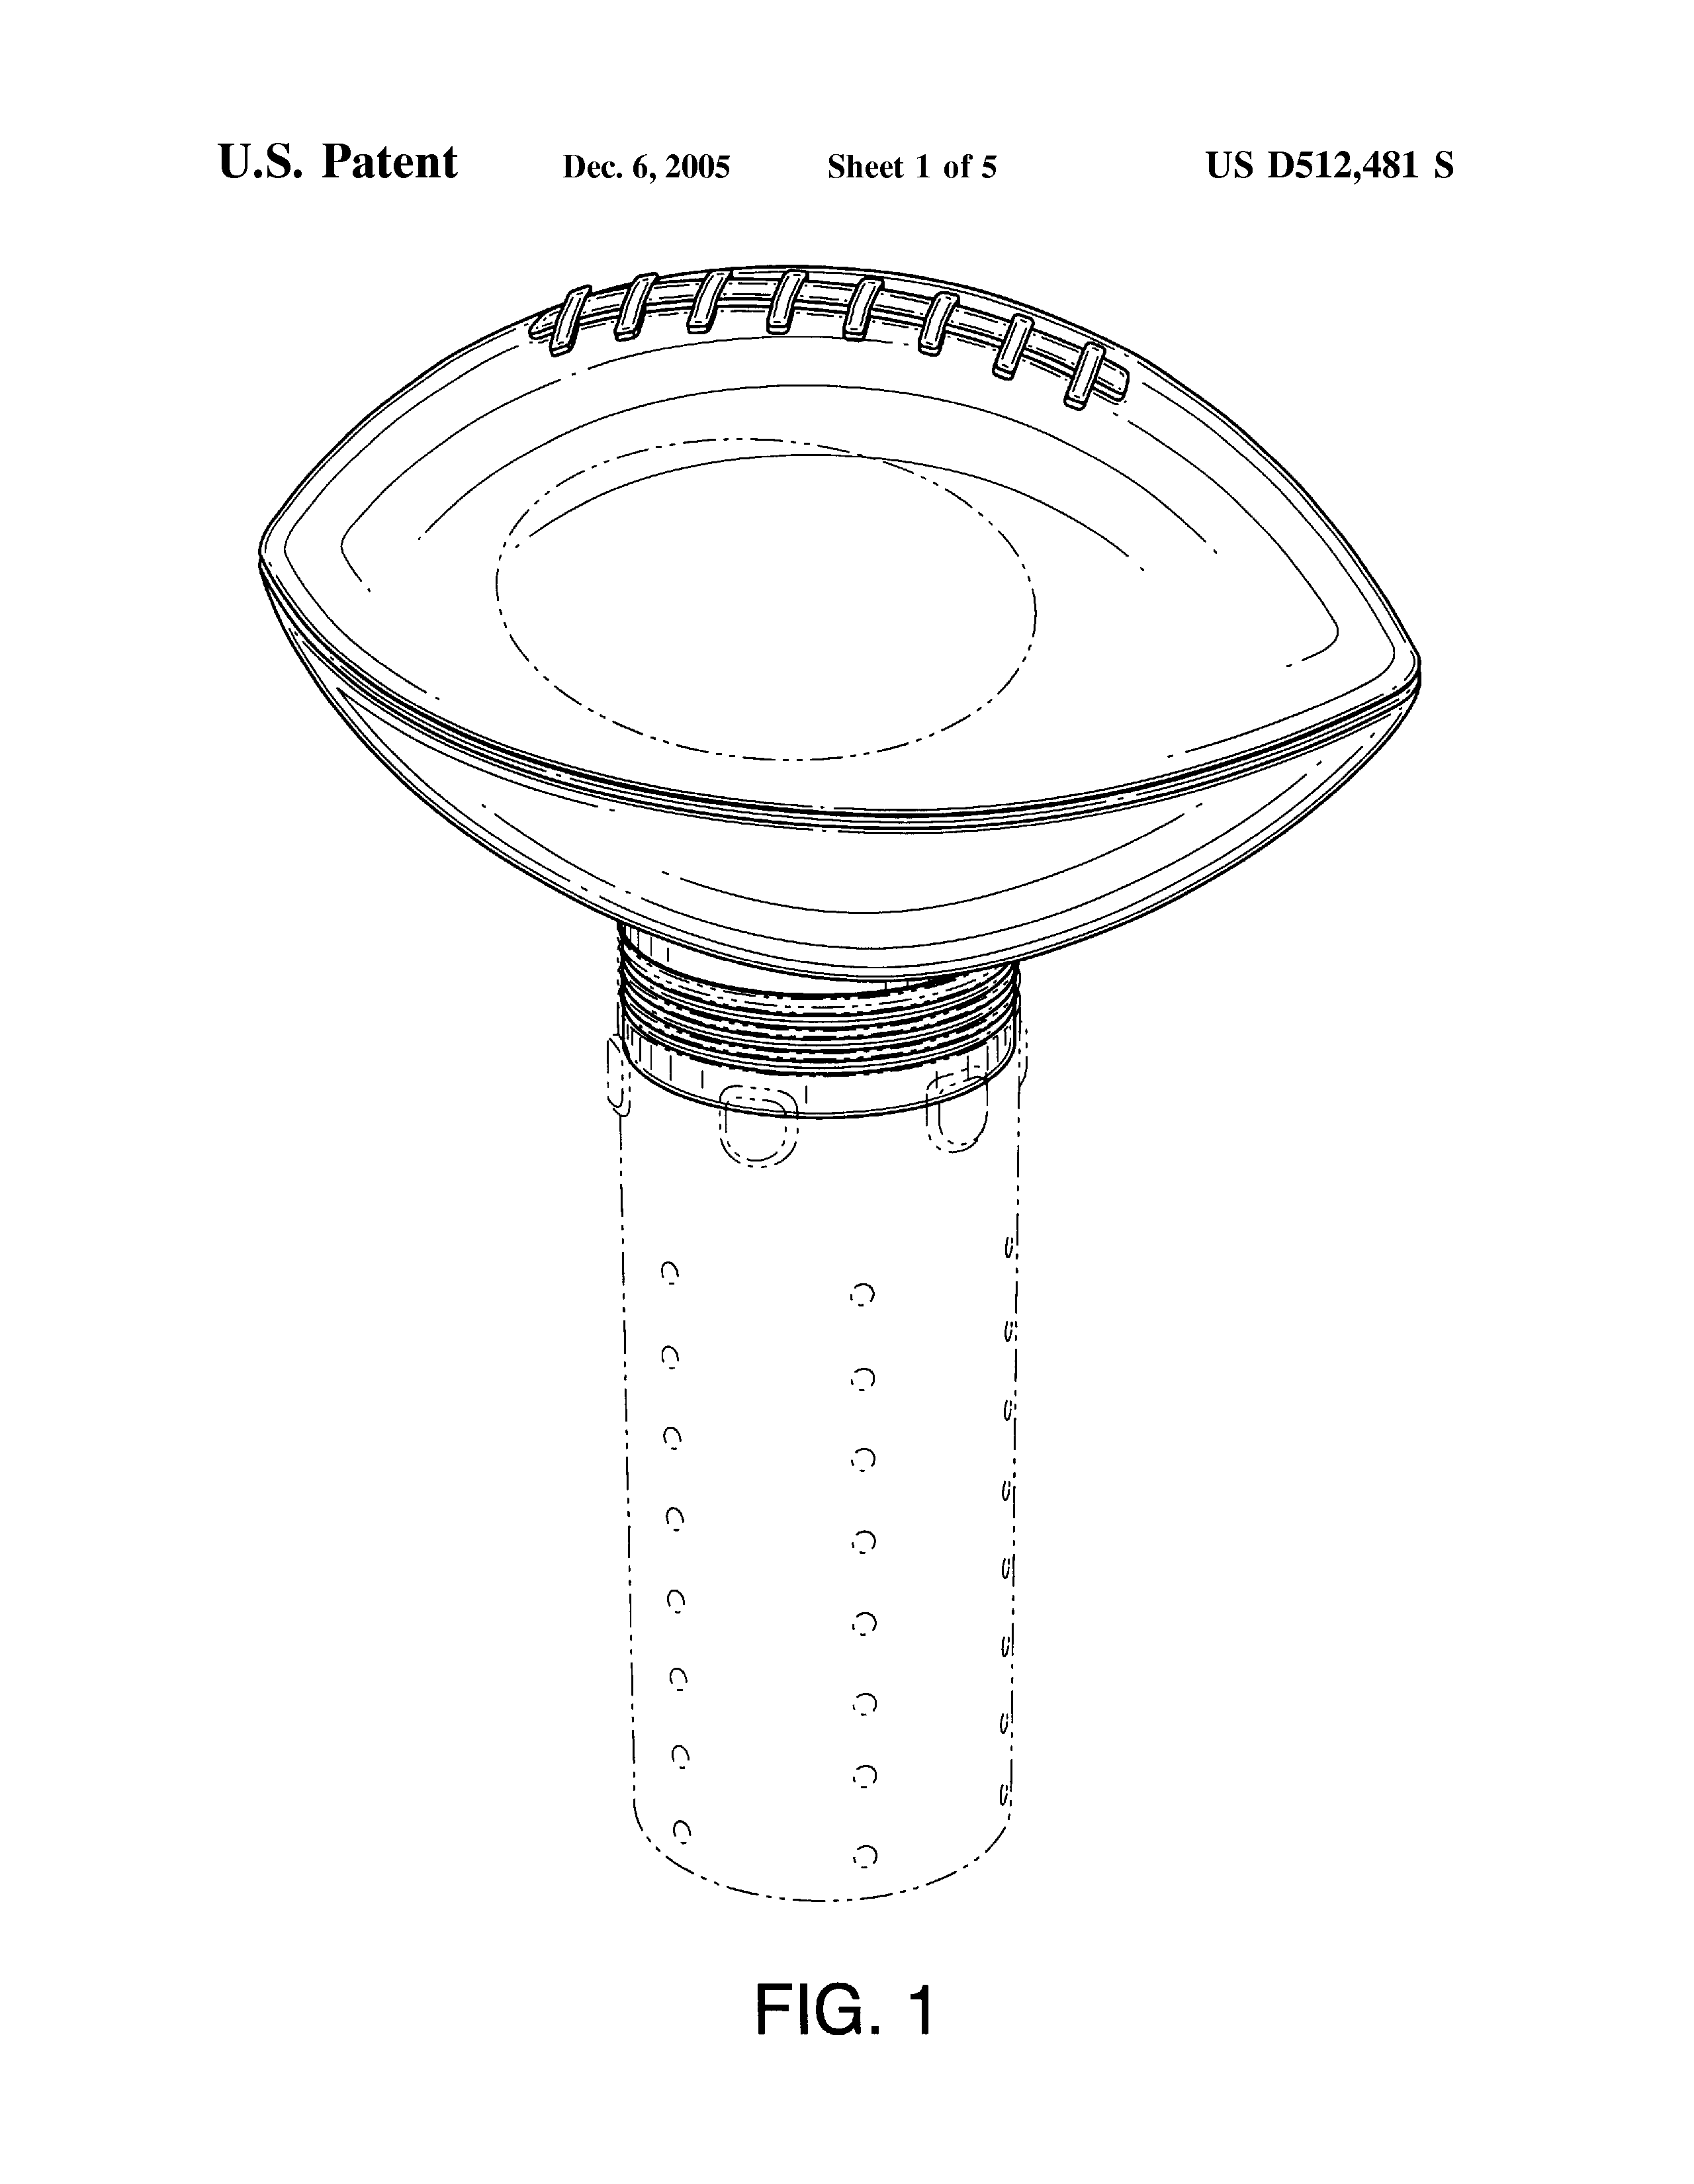 U.S. Patent Dec. 6, 2005 Sheet 1 of 5 US D512,481 S
FIG. 1